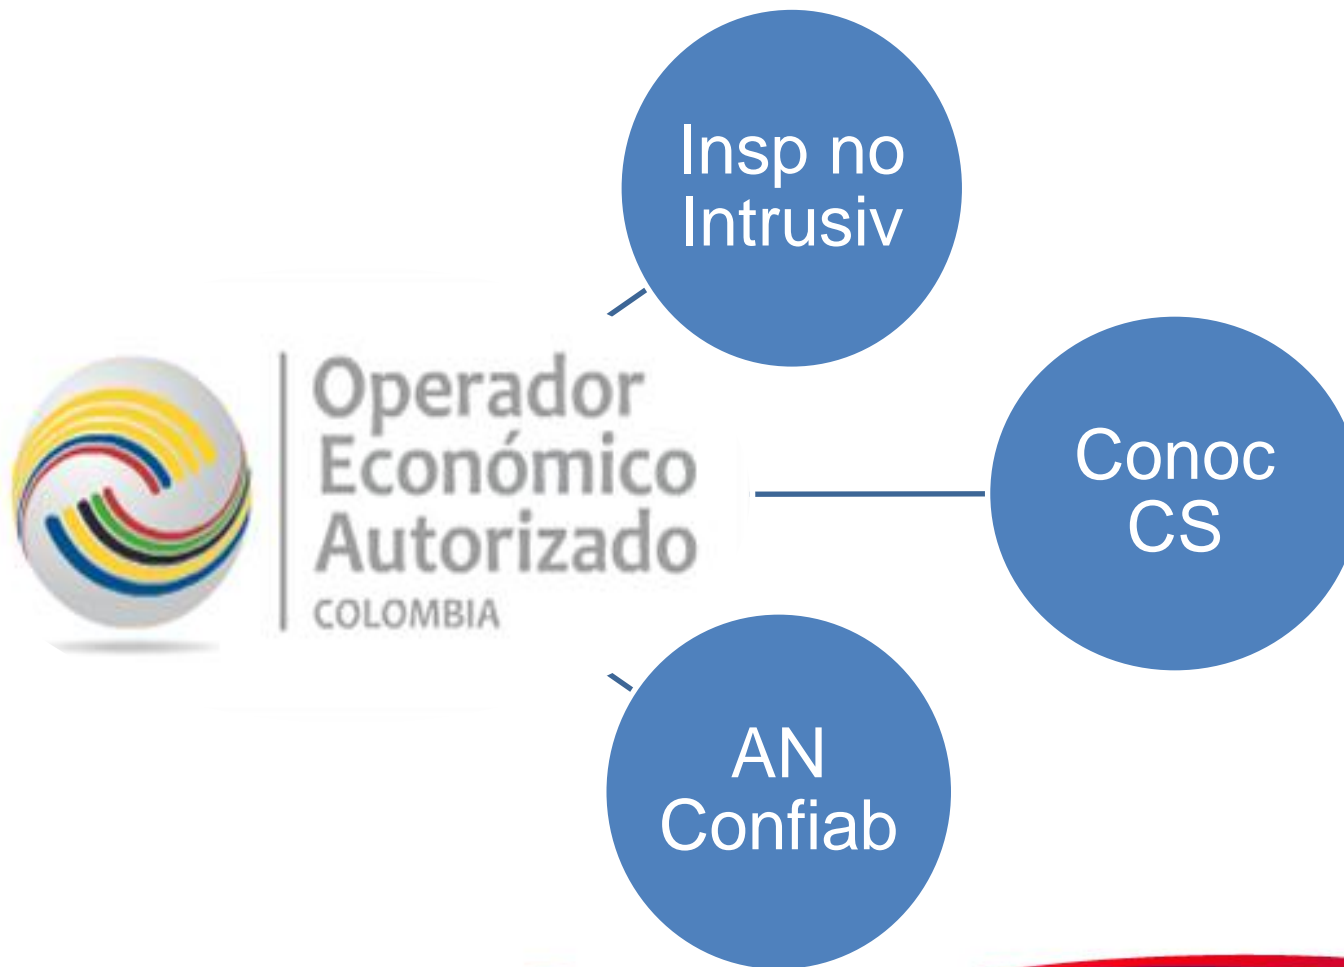 Insp no
Intrusiv
Operador
Económico
Autorizado
COLOMBIA
Conoc
CS
AN
Confiab